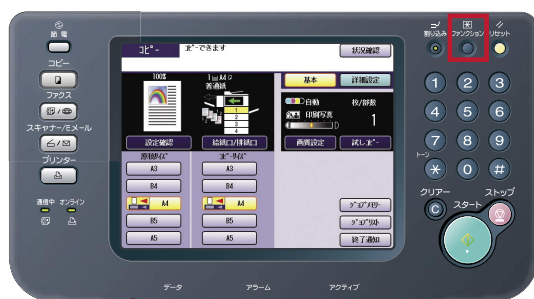 節電
割り込み ファンクション リセット
コピー
ファクス
スキャナー/Eメール
プリンター
通信中 オンライン
ｺﾋﾟｰ ｺﾋﾟｰできます
状況確認
100%
1 A4
普通紙
1
2
3
4
設定確認
給紙口/排紙口
基本
詳細設定
自動
枚/部数
印刷写真
1
画質設定
試しｺﾋﾟｰ
原稿ｻｲｽﾞ
ｺﾋﾟｰｻｲｽﾞ
A3 A3
B4 B4
A4 A4
B5 B5
A5 A5
ｼﾞｮﾌﾞﾒﾓﾘｰ
ｼﾞｮﾌﾞﾘｽﾄ
終了通知
1 2 3
4 5 6
7 8 9
トーン
* 0 #
クリアー
C
スタート
ストップ
データ
アラーム
アクティブ